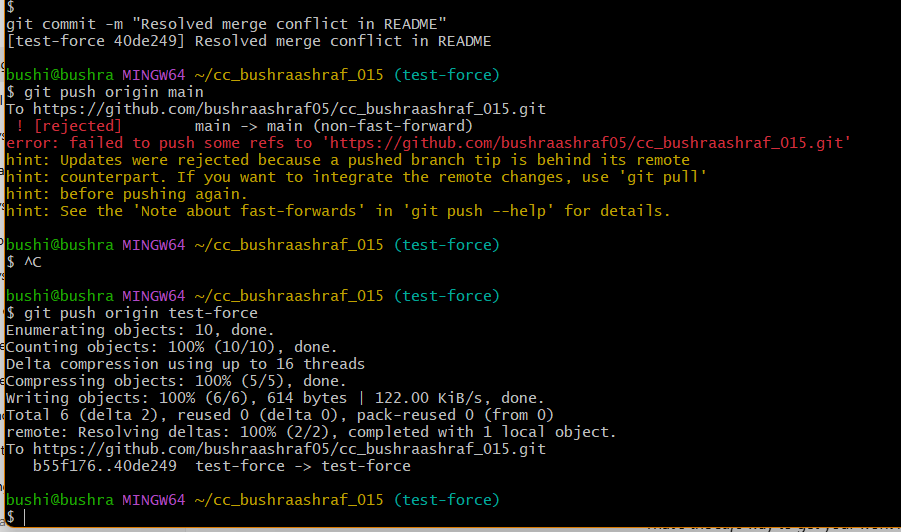 $
git commit -m "Resolved merge conflict in README"
[test-force 40de249] Resolved merge conflict in README
bushi@bushra MINGW64 ~/cc_bushraashraf_015 (test-force)
$ git push origin main
To https://github.com/bushraashraf05/cc_bushraashraf_015.git
 ! [rejected]        main -> main (non-fast-forward)
error: failed to push some refs to 'https://github.com/bushraashraf05/cc_bushraashraf_015.git'
hint: Updates were rejected because a pushed branch tip is behind its remote
hint: counterpart. If you want to integrate the remote changes, use 'git pull'
hint: before pushing again.
hint: See the 'Note about fast-forwards' in 'git push --help' for details.
bushi@bushra MINGW64 ~/cc_bushraashraf_015 (test-force)
$ ^C
bushi@bushra MINGW64 ~/cc_bushraashraf_015 (test-force)
$ git push origin test-force
Enumerating objects: 10, done.
Counting objects: 100% (10/10), done.
Delta compression using up to 16 threads
Compressing objects: 100% (5/5), done.
Writing objects: 100% (6/6), 614 bytes | 122.00 KiB/s, done.
Total 6 (delta 2), reused 0 (delta 0), pack-reused 0 (from 0)
remote: Resolving deltas: 100% (2/2), completed with 1 local object.
To https://github.com/bushraashraf05/cc_bushraashraf_015.git
   b55f176..40de249  test-force -> test-force
bushi@bushra MINGW64 ~/cc_bushraashraf_015 (test-force)
$